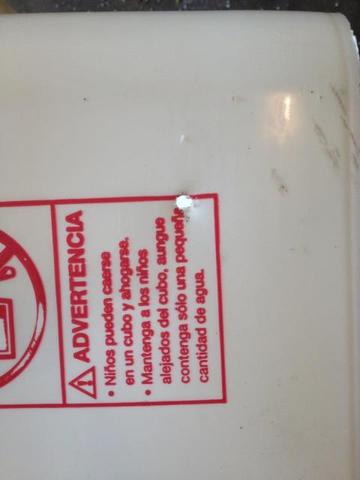 ADVERTENCIA
• Niños pueden caerse
en un cubo y ahogarse.
• Mantenga a los niños
alejados del cubo, aungue
contenga sólo una pequeña
cantidad de agua.